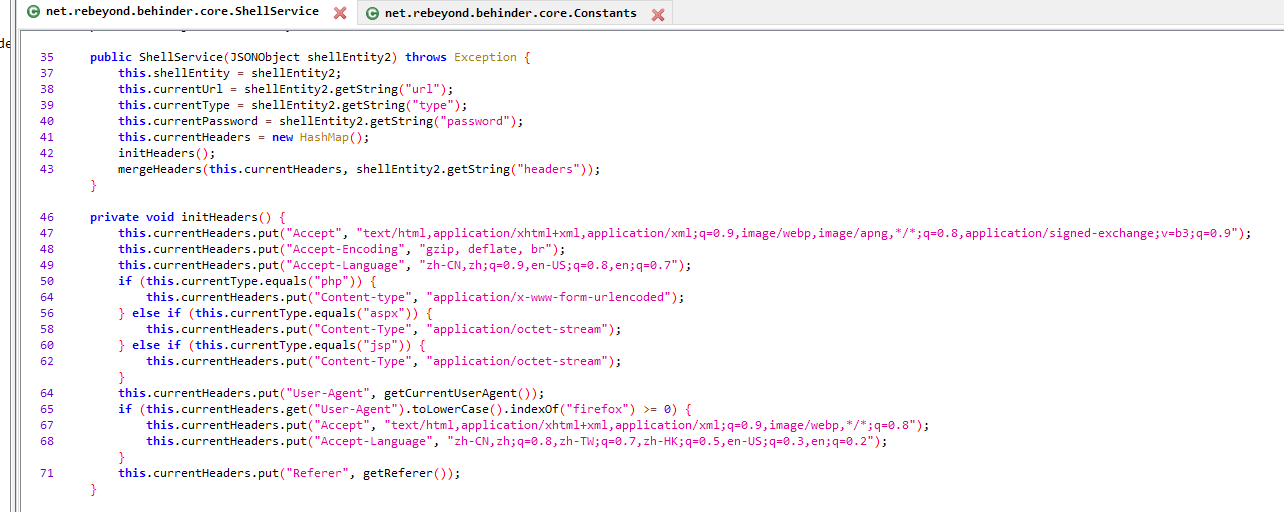 net.rebeyond.behinder.core.ShellService net.rebeyond.behinder.core.Constants
de
35 public ShellService(JSONObject shellEntity2) throws Exception {
37 this.shellEntity = shellEntity2;
38 this.currentUrl = shellEntity2.getString("url");
39 this.currentType = shellEntity2.getString("type");
40 this.currentPassword = shellEntity2.getString("password");
41 this.currentHeaders = new HashMap();
42 initHeaders();
43 mergeHeaders(this.currentHeaders, shellEntity2.getString("headers"));
}
46 private void initHeaders() {
47 this.currentHeaders.put("Accept", "text/html,application/xhtml+xml,application/xml;q=0.9,image/webp,image/apng,*/*;q=0.8,application/signed-exchange;v=b3;q=0.9");
48 this.currentHeaders.put("Accept-Encoding", "gzip, deflate, br");
49 this.currentHeaders.put("Accept-Language", "zh-CN,zh;q=0.9,en-US;q=0.8,en;q=0.7");
50 if (this.currentType.equals("php")) {
64 this.currentHeaders.put("Content-type", "application/x-www-form-urlencoded");
56 } else if (this.currentType.equals("aspx")) {
58 this.currentHeaders.put("Content-Type", "application/octet-stream");
60 } else if (this.currentType.equals("jsp")) {
62 this.currentHeaders.put("Content-Type", "application/octet-stream");
}
64 this.currentHeaders.put("User-Agent", getCurrentUserAgent());
65 if (this.currentHeaders.get("User-Agent").toLowerCase().indexOf("firefox") >= 0) {
67 this.currentHeaders.put("Accept", "text/html,application/xhtml+xml,application/xml;q=0.9,image/webp,*/*;q=0.8");
68 this.currentHeaders.put("Accept-Language", "zh-CN,zh;q=0.8,zh-TW;q=0.7,zh-HK;q=0.5,en-US;q=0.3,en;q=0.2");
}
71 this.currentHeaders.put("Referer", getReferer());
}